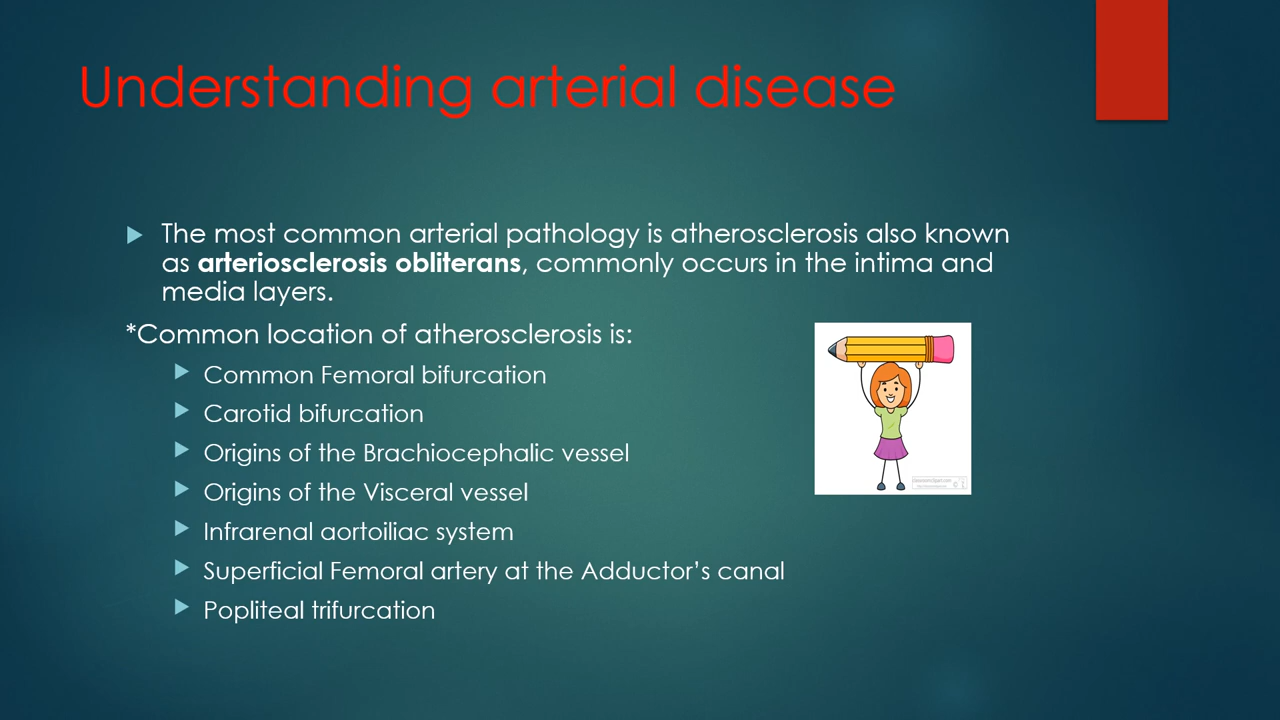 Understanding arterial disease
The most common arterial pathology is atherosclerosis also known
as arteriosclerosis obliterans, commonly occurs in the intima and
media layers.
*Common location of atherosclerosis is:
Common Femoral bifurcation
Carotid bifurcation
Origins of the Brachiocephalic vessel
Origins of the Visceral vessel
Infrarenal aortoiliac system
Superficial Femoral artery at the Adductor’s canal
Popliteal trifurcation